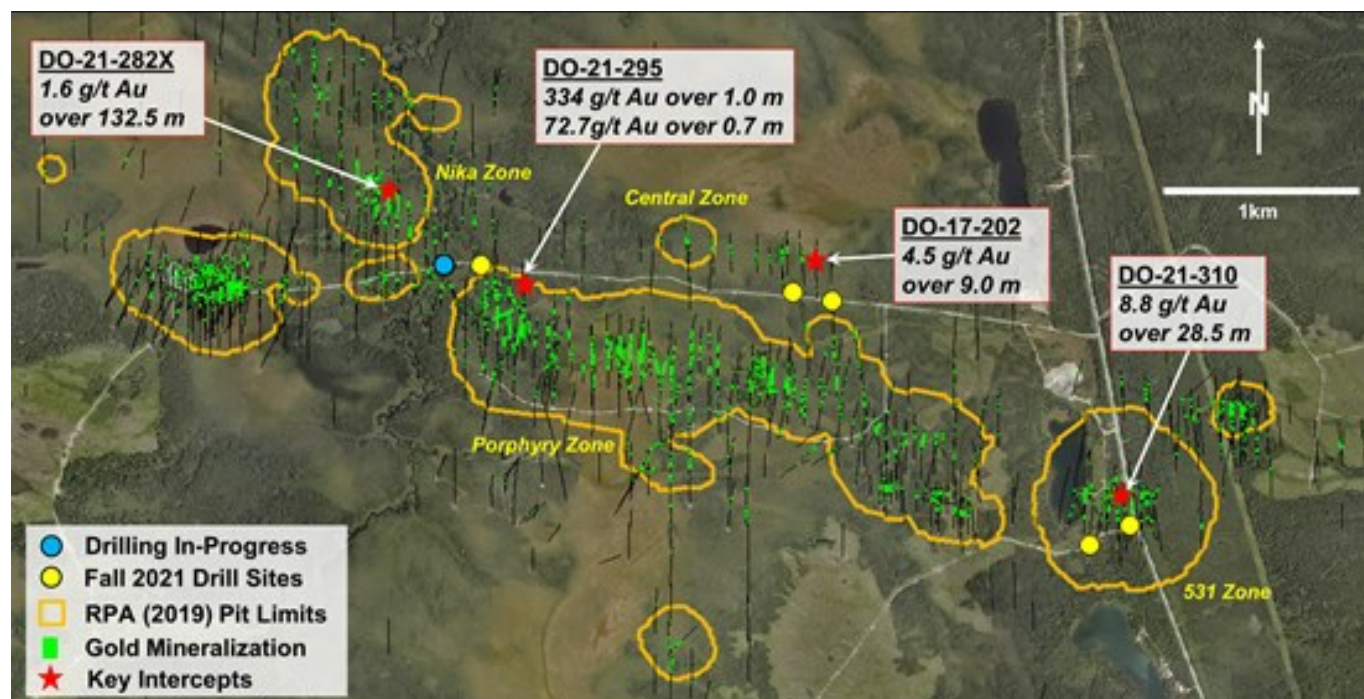 DO-21-282X
1.6 g/t Au
over 132.5 m
DO-21-295
334 g/t Au over 1.0 m
72.7g/t Au over 0.7 m
N
1km
Nika Zone
Central Zone
DO-17-202
4.5 g/t Au
over 9.0 m
DO-21-310
8.8 g/t Au
over 28.5 m
Porphyry Zone
531 Zone
Drilling In-Progress
Fall 2021 Drill Sites
RPA (2019) Pit Limits
Gold Mineralization
Key Intercepts